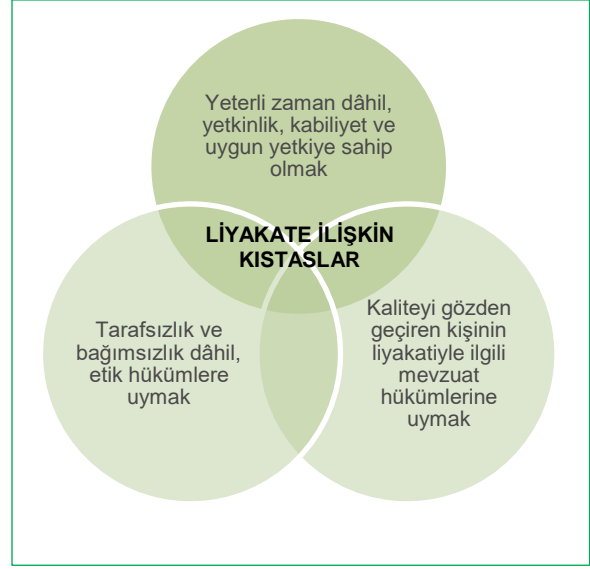 Yeterli zaman dâhil,
yetkinlik, kabiliyet ve
uygun yetkiye sahip
olmak
LİYAKATE İLİŞKİN
KISTASLAR
Tarafsızlık ve
bağımsızlık dâhil,
etik hükümlere
uymak
Kaliteyi gözden
geçiren kişinin
liyakatiyle ilgili
mevzuat
hükümlerine
uymak